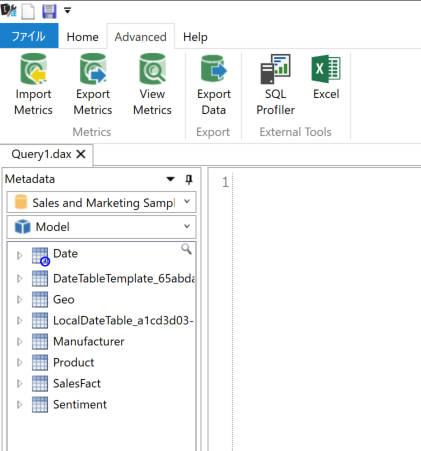 ファイル Home Advanced Help
Import Metrics Export Metrics View Metrics Export Data SQL Profiler Excel
Metrics Export External Tools
Query1.dax
Metadata
1
Sales and Marketing Sampl
Model
Date
DateTableTemplate_65abda
Geo
LocalDateTable_a1cd3d03-
Manufacturer
Product
SalesFact
Sentiment